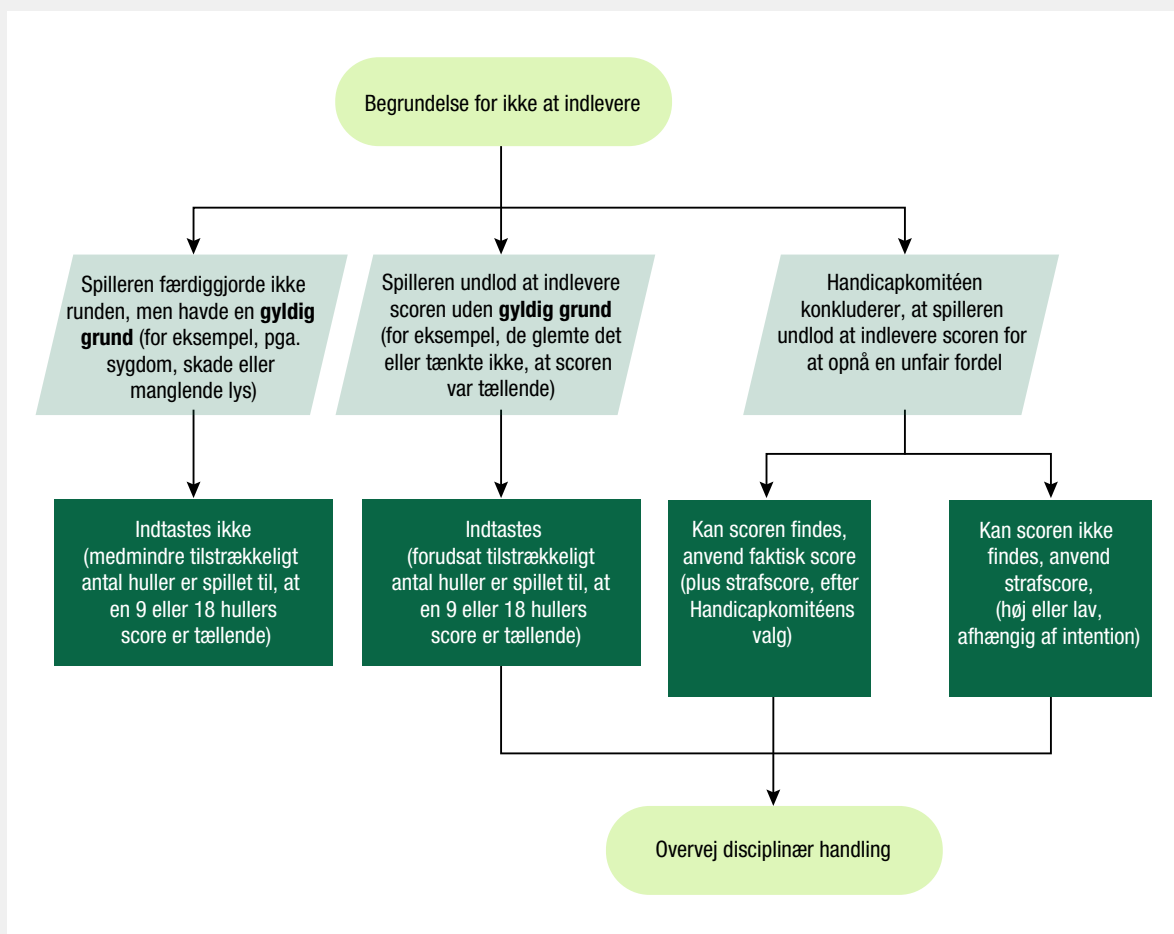 Begrundelse for ikke at indlevere
Spilleren færdiggjorde ikke
runden, men havde en gyldig
grund (for eksempel, pga.
sygdom, skade eller
manglende lys)
Spilleren undlod at indlevere
scoren uden gyldig grund
(for eksempel, de glemte det
eller tænkte ikke, at scoren
var tællende)
Handicapkomitéen
konkluderer, at spilleren
undlod at indlevere scoren for
at opnå en unfair fordel
Indtastes ikke
(medmindre tilstrækkeligt
antal huller er spillet til, at
en 9 eller 18 hullers
score er tællende)
Indtastes
(forudsat tilstrækkeligt
antal huller er spillet til, at
en 9 eller 18 hullers
score er tællende)
Kan scoren findes,
anvend faktisk score
(plus strafscore, efter
Handicapkomitéens
valg)
Kan scoren ikke
findes, anvend
strafscore,
(høj eller lav,
afhængig af intention)
Overvej disciplinær handling